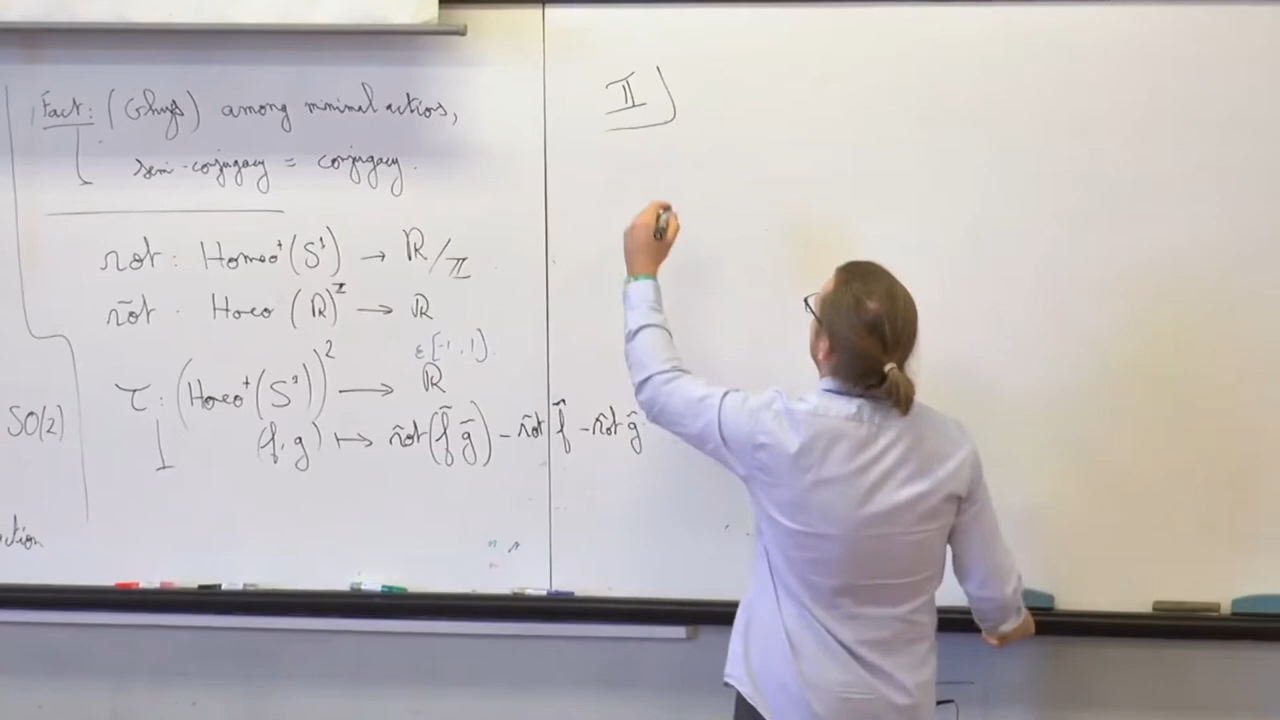 Fact: (Ghys) among minimal actions,
semi-conjugacy = conjugacy.
rot : Homeo⁺(S¹) → ℝ/ℤ
r̃ot : Homeo (ℝ)^ℤ → ℝ
∈[-1,1).
τ : (Homeo⁺(S¹))² → ℝ
(f, g) ↦ r̃ot(f̃ g̃) - r̃ot f̃ - r̃ot g̃
SO(2)
ction
II